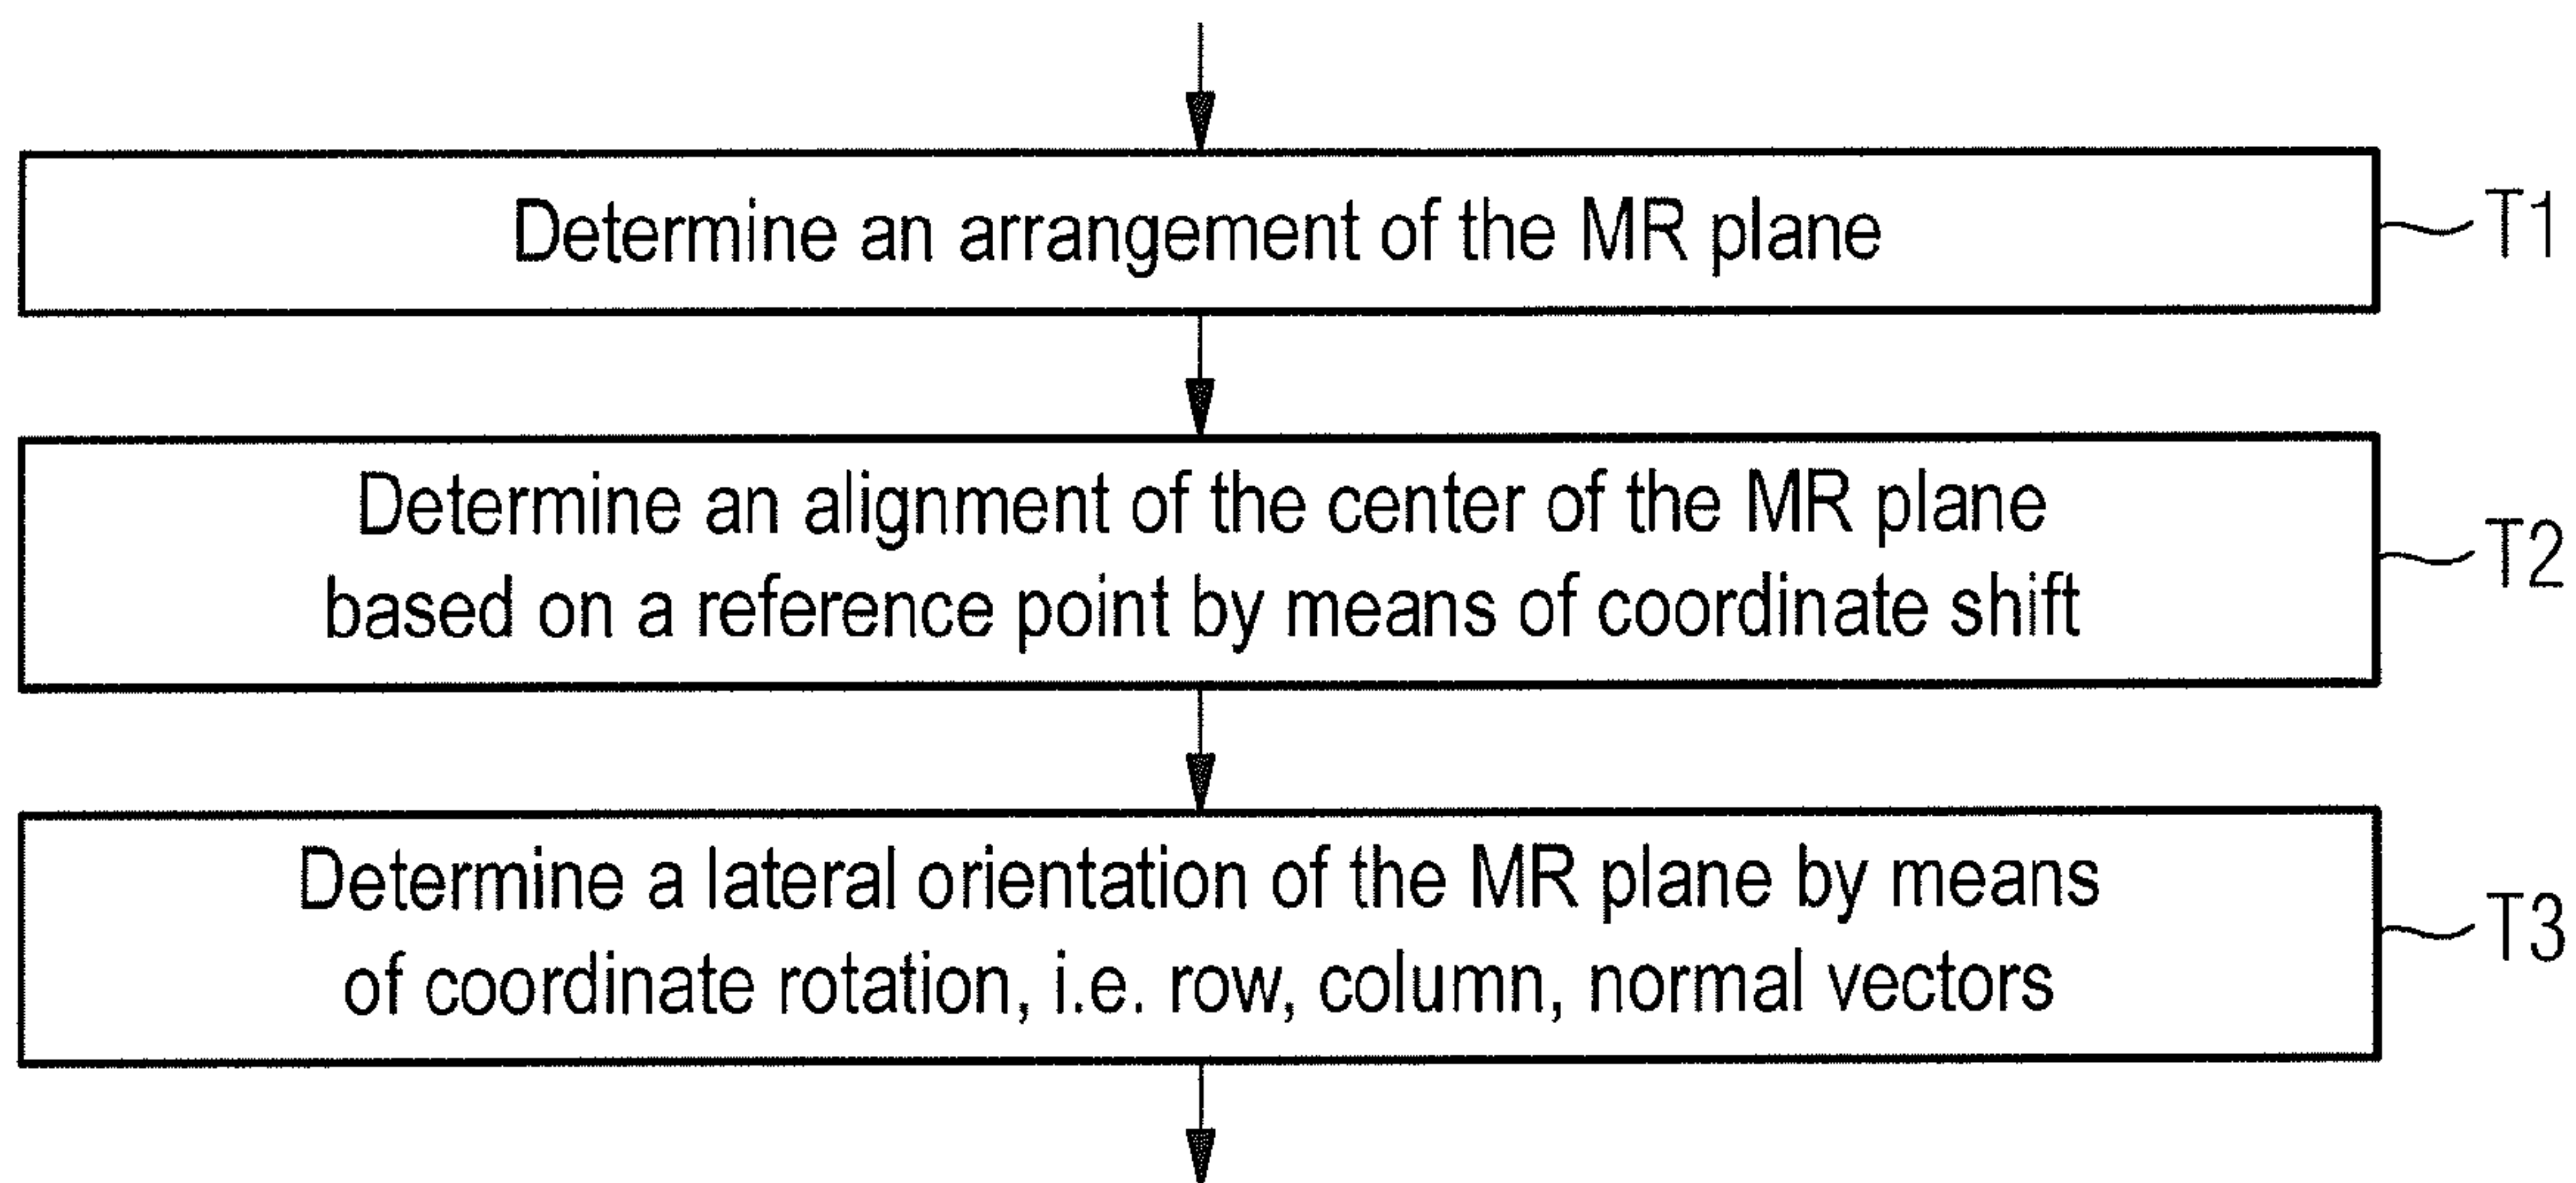 Determine an arrangement of the MR plane
T1
Determine an alignment of the center of the MR plane
based on a reference point by means of coordinate shift
T2
Determine a lateral orientation of the MR plane by means
of coordinate rotation, i.e. row, column, normal vectors
T3